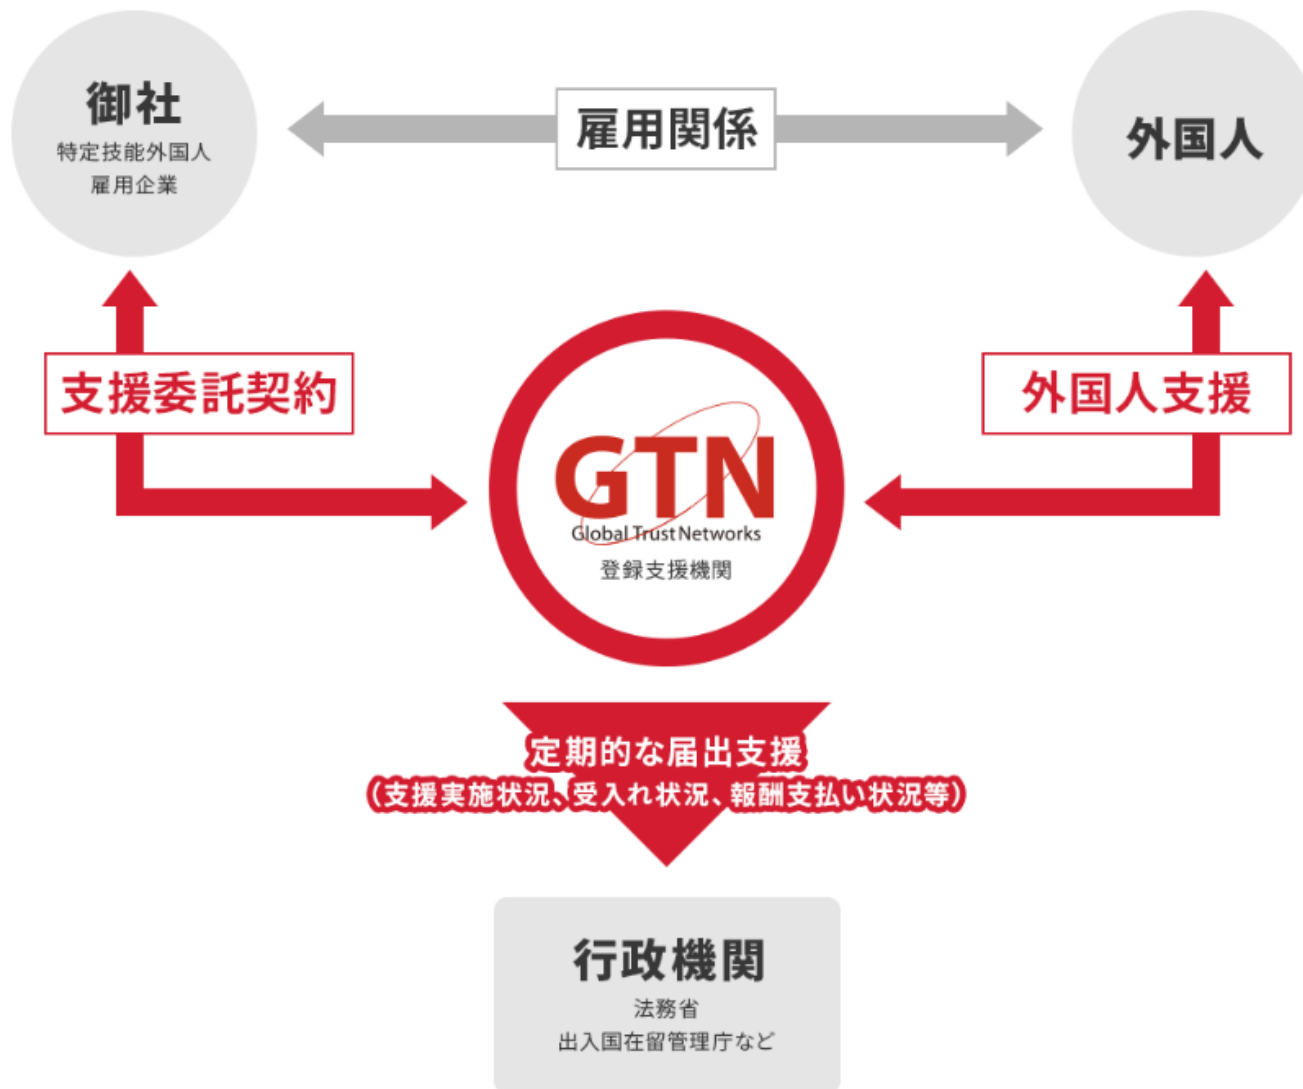 御社
特定技能外国人
雇用企業
雇用関係
外国人
支援委託契約
外国人支援
GTN
Global Trust Networks
登録支援機関
定期的な届出支援
(支援実施状況、受入れ状況、報酬支払い状況等)
行政機関
法務省
出入国在留管理庁など